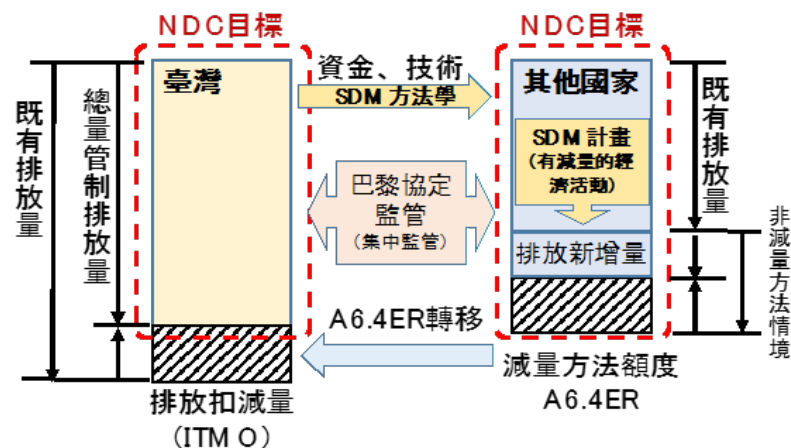 NDC目標
NDC目標
既有排放量
總量管制排放量
臺灣
資金、技術
SDM 方法學
其他國家
SDM 計畫
(有減量的經
濟活動)
既有排放量
巴黎協定
監管
(集中監管)
排放新增量
非減量方法情境
A6.4ER轉移
排放扣減量
(ITM O)
減量方法額度
A6.4ER